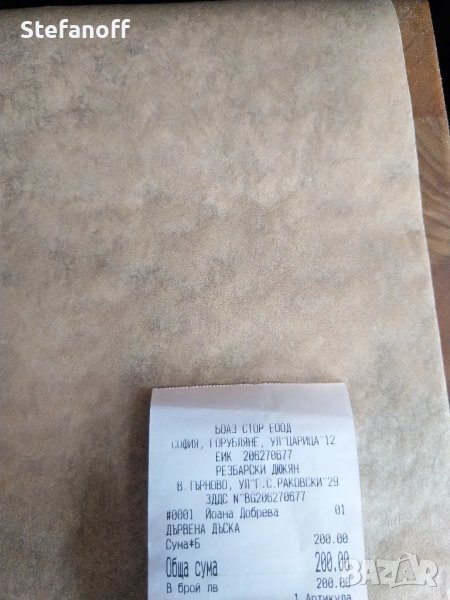 Stefanoff
БОАЗ СТОР ЕООД
СОФИЯ, ГОРУБЛЯНЕ, УЛ"ЦАРИЦА"12
ЕИК 206270677
РЕЗБАРСКИ ДЮКЯН
В.ТЪРНОВО, УЛ"Г.С.РАКОВСКИ"29
ЗДДС N"BG206270677
#0001 Йоана Добрева 01
ДЪРВЕНА ДЪСКА
Сума*Б 200.00
Обща сума 200.00
В брой лв 200.00
1 Артикула
BAZAR